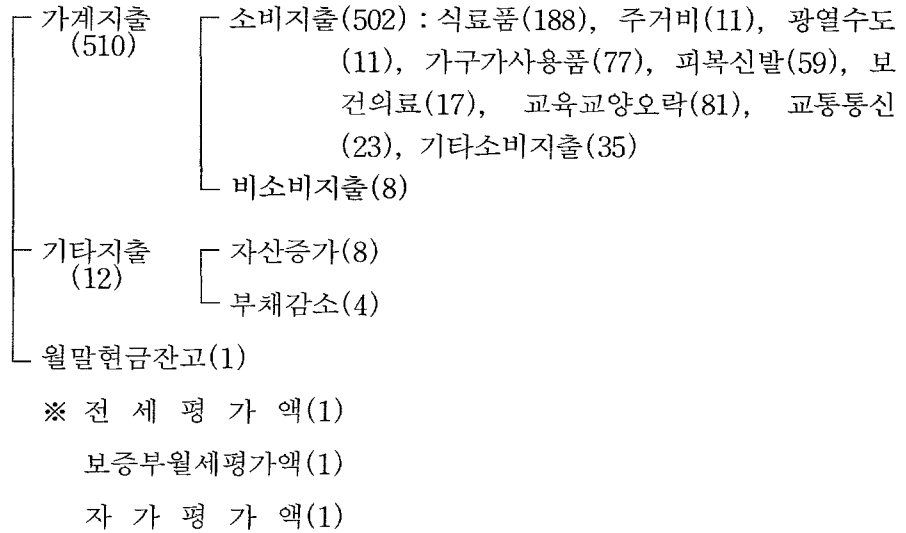 가계지출 소비지출(502) : 식료품(188), 주거비(11), 광열수도
(510) (11), 가구가사용품(77), 피복신발(59), 보
건의료(17), 교육교양오락(81), 교통통신
(23), 기타소비지출(35)
비소비지출(8)
기타지출 자산증가(8)
(12)
부채감소(4)
월말현금잔고(1)
※ 전 세 평 가 액(1)
보증부월세평가액(1)
자 가 평 가 액(1)